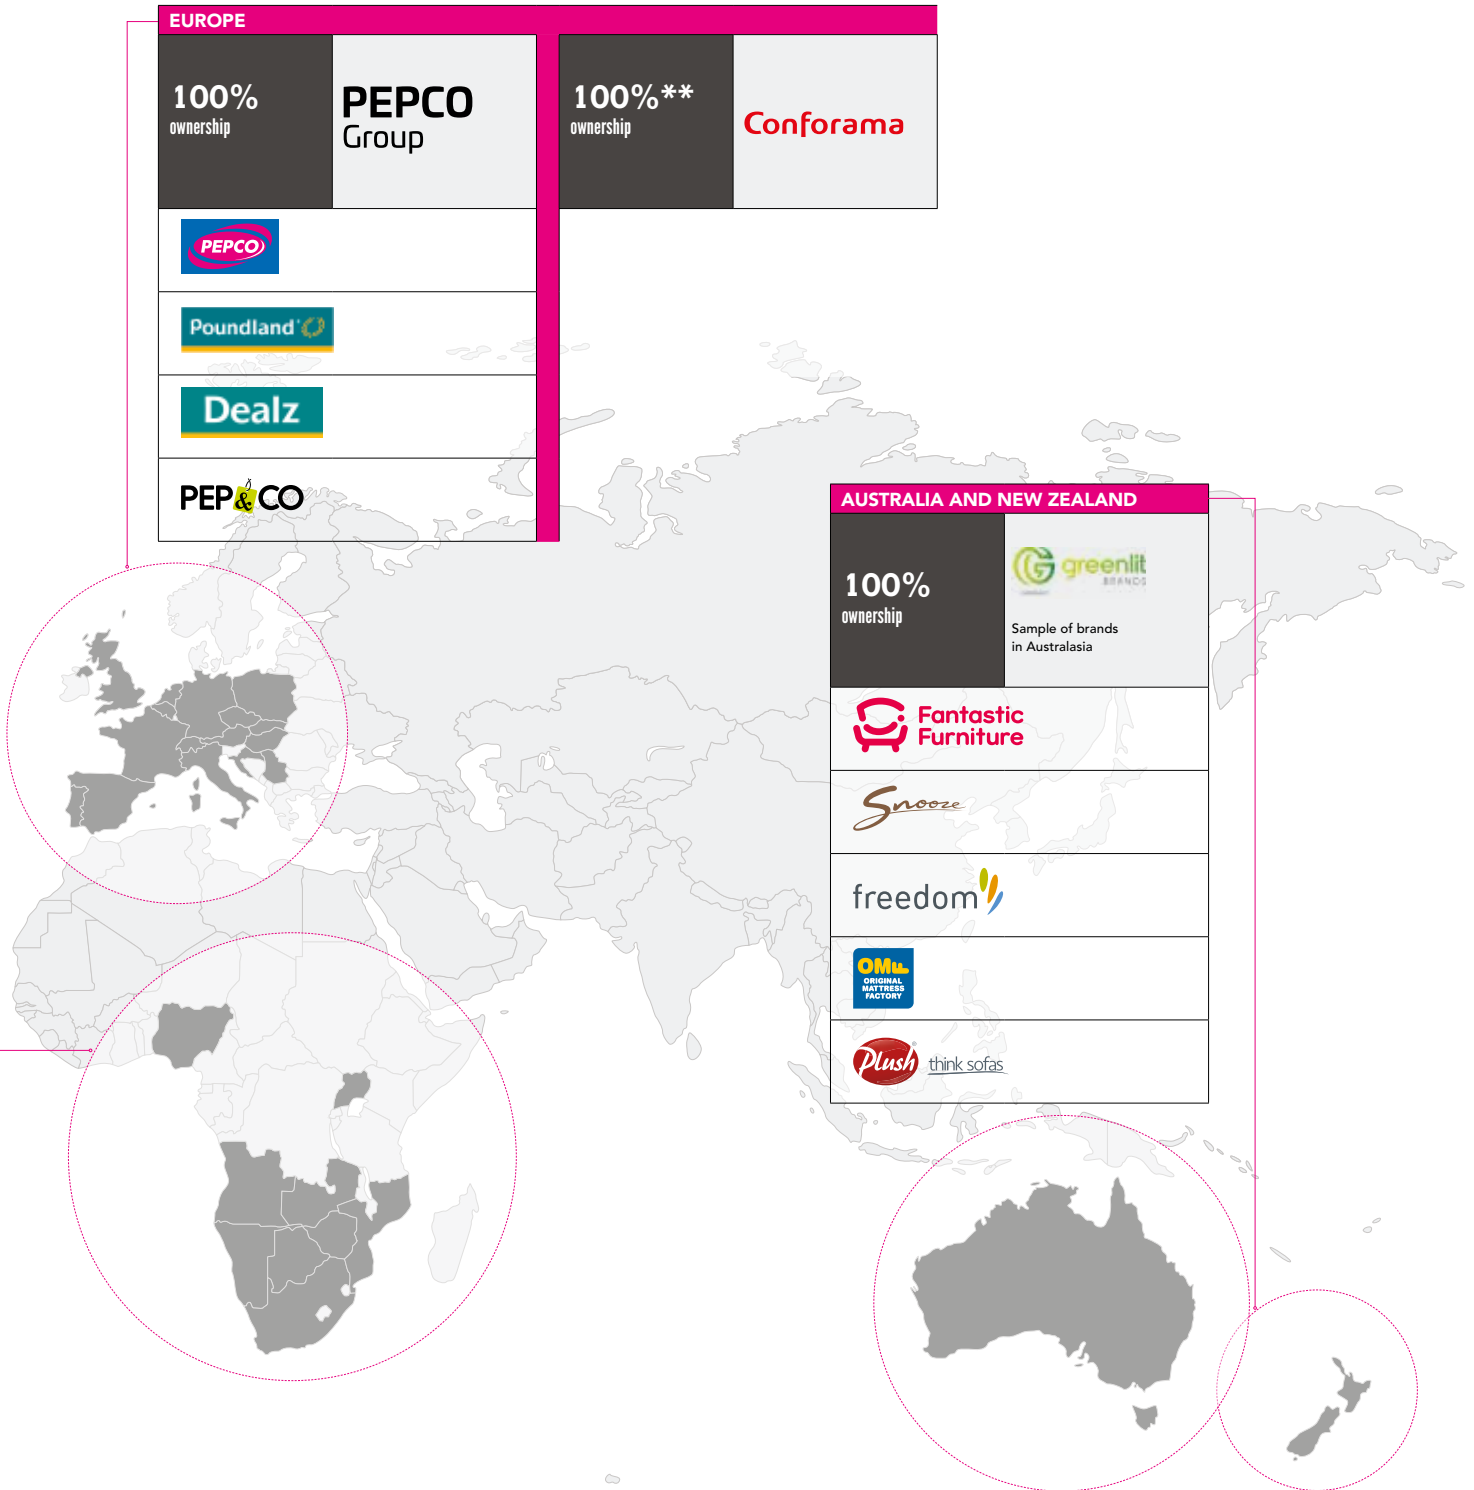 EUROPE
100%
ownership
PEPCO
Group
100%**
ownership
Conforama
PEPCO
Poundland
Dealz
PEP&CO
AUSTRALIA AND NEW ZEALAND
100%
ownership
greenlit
BRANDS
Sample of brands
in Australasia
Fantastic
Furniture
Snooze
freedom
OMF
ORIGINAL
MATTRESS
FACTORY
Plush think sofas